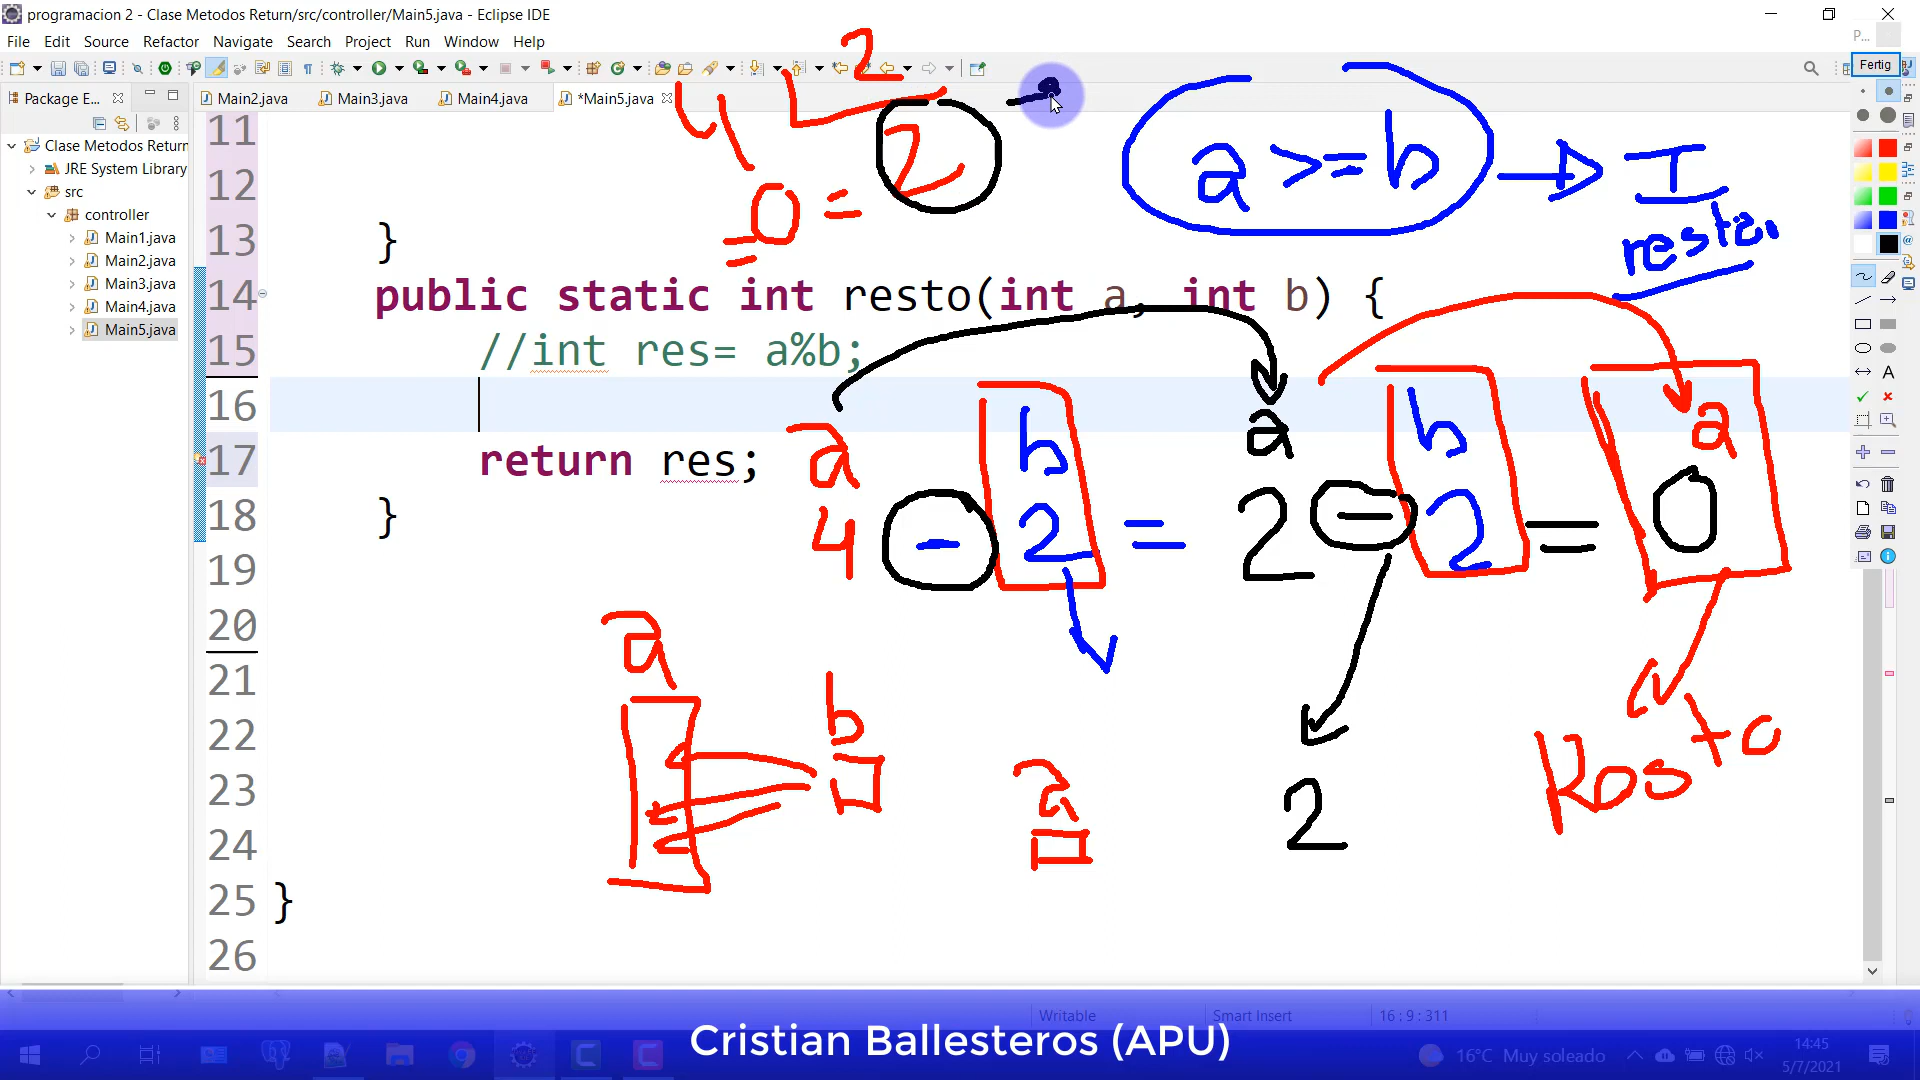 programacion 2 - Clase Metodos Return/src/controller/Main5.java - Eclipse IDE
File Edit Source Refactor Navigate Search Project Run Window Help
P...
Fertig
Package E...
Main2.java
Main3.java
Main4.java
*Main5.java
Clase Metodos Return
JRE System Library
src
controller
Main1.java
Main2.java
Main3.java
Main4.java
Main5.java
2
2
0 =
a >= b
I
restar
11
12
13 }
14 public static int resto(int a, int b) {
15 //int res= a%b;
16
17 return res;
18 }
19
20
21
22
23
24
25 }
26
a b a b a
4 - 2 = 2 - 2 = 0
a
b
a
2
Resto
Writable Smart Insert 16 : 9 : 311
Cristian Ballesteros (APU)
16°C Muy soleado
14:45
5/7/2021